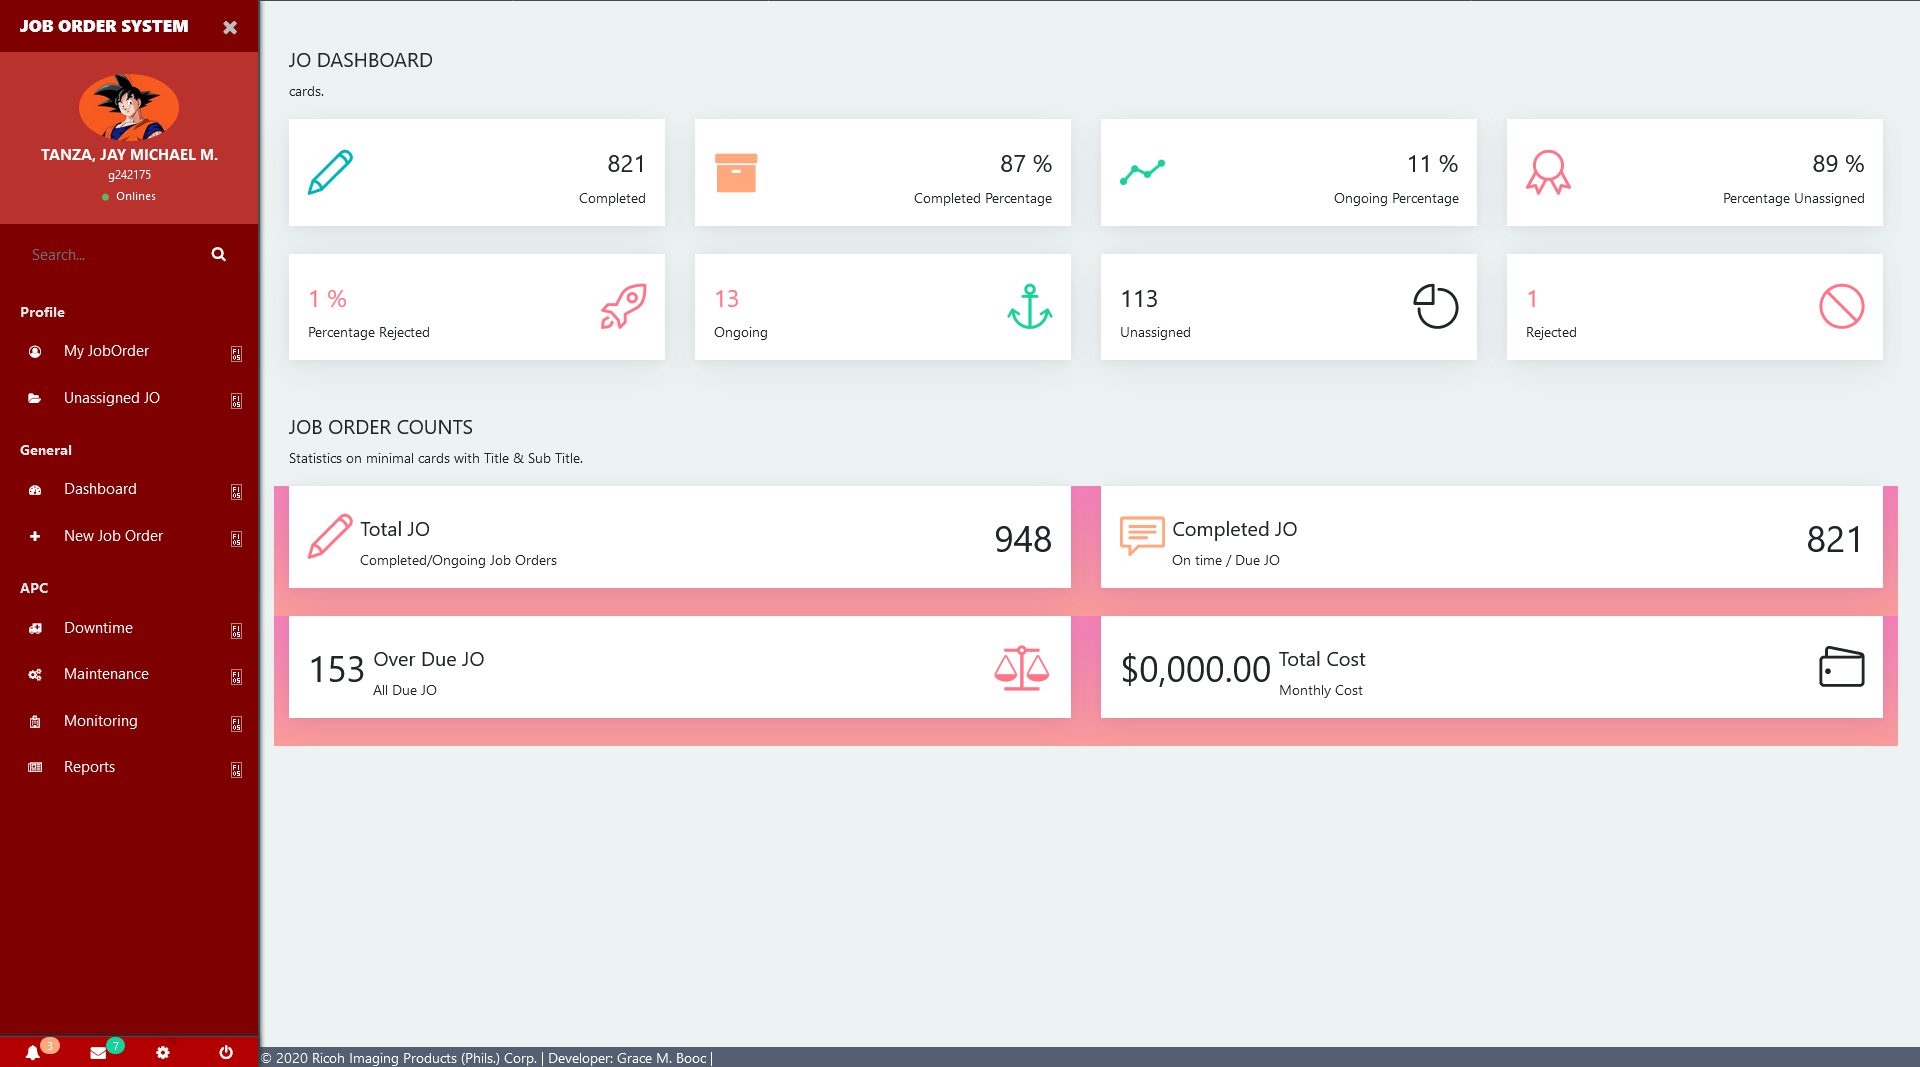 JOB ORDER SYSTEM
TANZA, JAY MICHAEL M.
g242175
Onlines
Search...
Profile
My JobOrder
Unassigned JO
General
Dashboard
New Job Order
APC
Downtime
Maintenance
Monitoring
Reports
3
7
JO DASHBOARD
cards.
821
Completed
87 %
Completed Percentage
11 %
Ongoing Percentage
89 %
Percentage Unassigned
1 %
Percentage Rejected
13
Ongoing
113
Unassigned
1
Rejected
JOB ORDER COUNTS
Statistics on minimal cards with Title & Sub Title.
Total JO
Completed/Ongoing Job Orders
948
Completed JO
On time / Due JO
821
153
Over Due JO
All Due JO
$0,000.00
Total Cost
Monthly Cost
© 2020 Ricoh Imaging Products (Phils.) Corp. | Developer: Grace M. Booc |